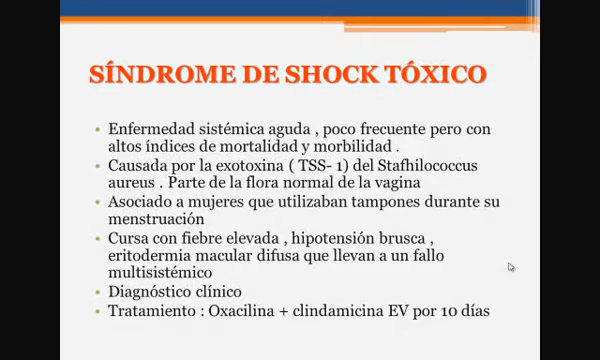 SÍNDROME DE SHOCK TÓXICO
• Enfermedad sistémica aguda , poco frecuente pero con
altos índices de mortalidad y morbilidad .
• Causada por la exotoxina ( TSS- 1) del Stafhilococcus
aureus . Parte de la flora normal de la vagina
• Asociado a mujeres que utilizaban tampones durante su
menstruación
• Cursa con fiebre elevada , hipotensión brusca ,
eritodermia macular difusa que llevan a un fallo
multisistémico
• Diagnóstico clínico
• Tratamiento : Oxacilina + clindamicina EV por 10 días